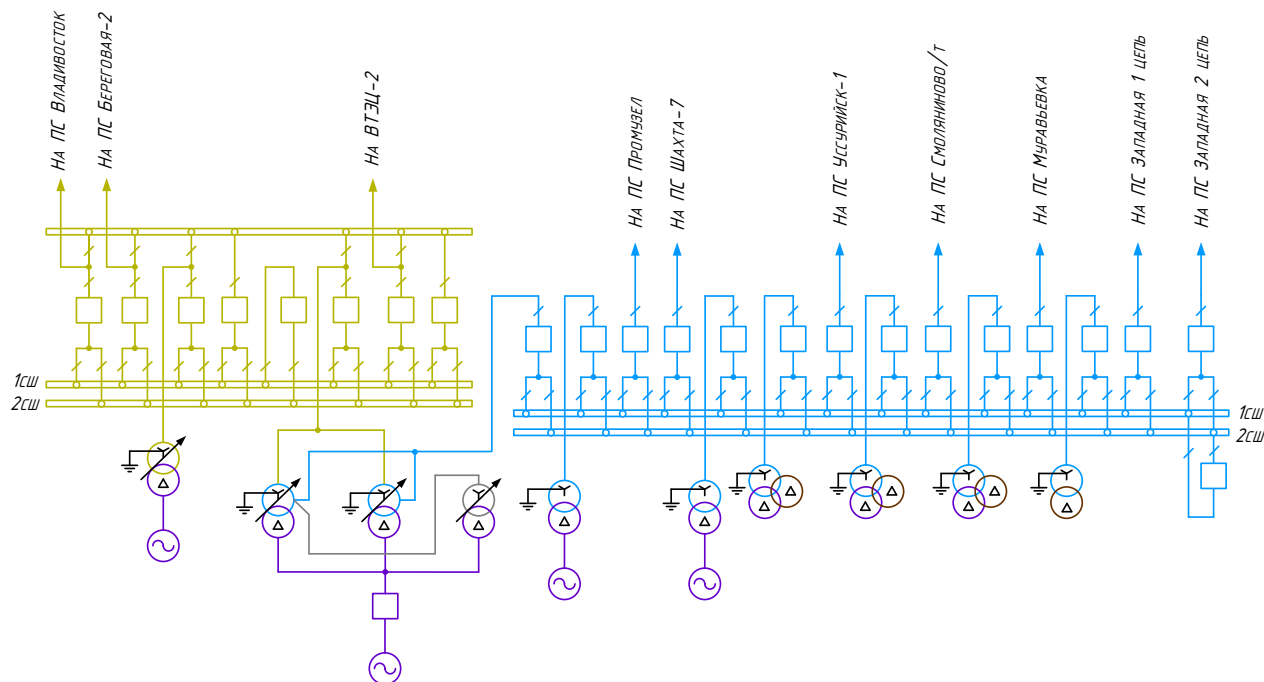 На ПС Владивосток
На ПС Береговая-2
На ВТЭЦ-2
На ПС Промузел
На ПС Шахта-7
На ПС Уссурийск-1
На ПС Смоляниново/т
На ПС Муравьевка
На ПС Западная 1 цепь
На ПС Западная 2 цепь
1сш
2сш
1сш
2сш